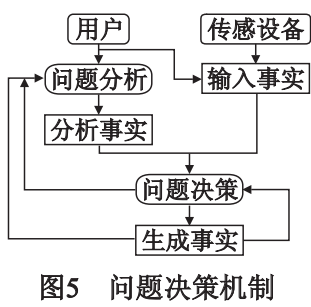 用户 传感设备
问题分析 输入事实
分析事实
问题决策
生成事实
图5 问题决策机制